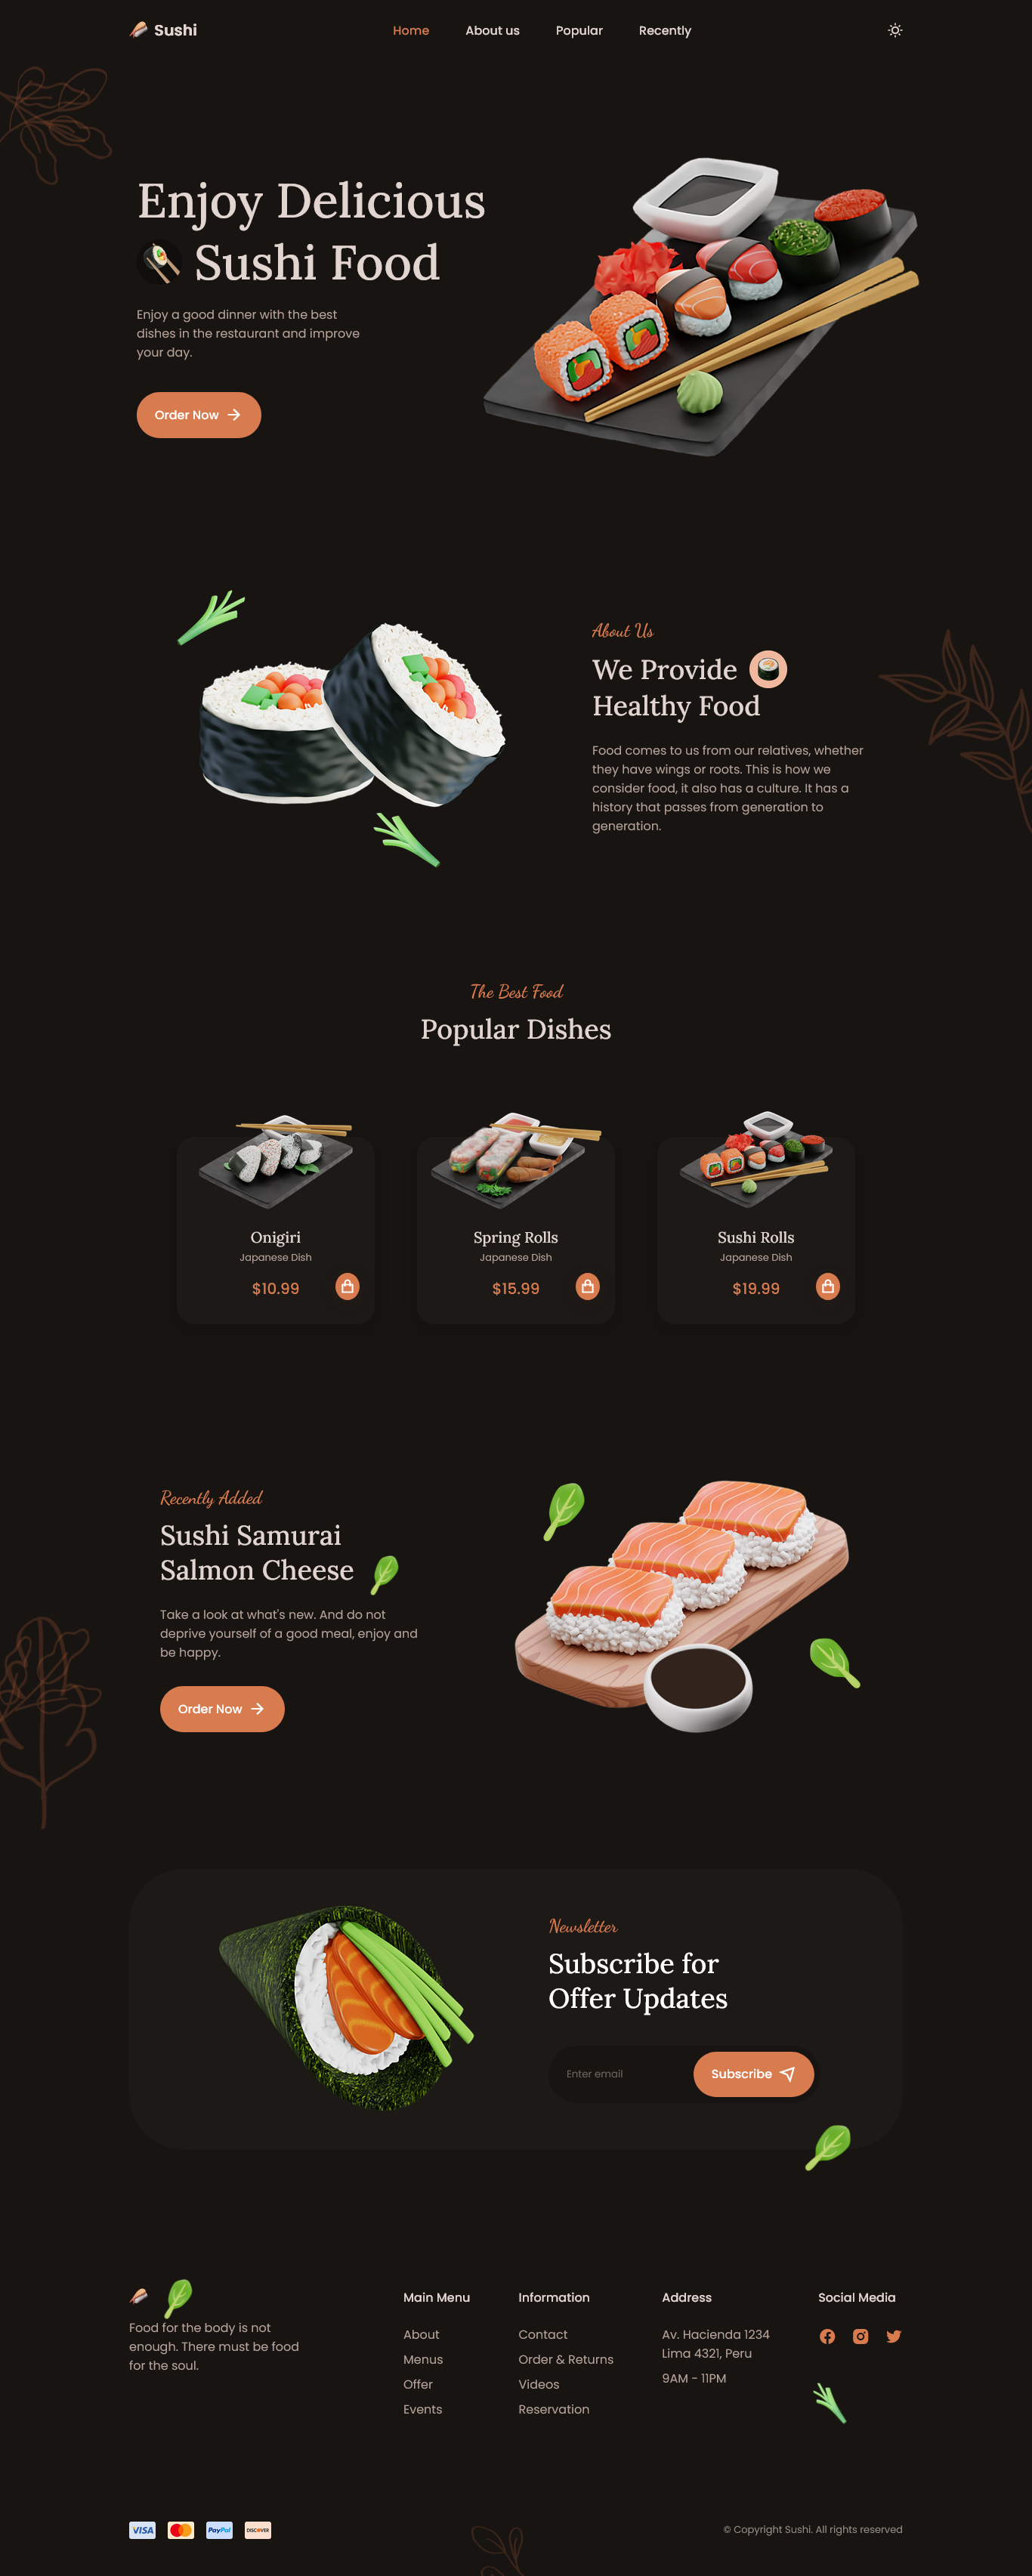 Sushi
Home
About us
Popular
Recently
Enjoy Delicious
Sushi Food
Enjoy a good dinner with the best
dishes in the restaurant and improve
your day.
Order Now
About Us
We Provide
Healthy Food
Food comes to us from our relatives, whether
they have wings or roots. This is how we
consider food, it also has a culture. It has a
history that passes from generation to
generation.
The Best Food
Popular Dishes
Onigiri
Japanese Dish
$10.99
Spring Rolls
Japanese Dish
$15.99
Sushi Rolls
Japanese Dish
$19.99
Recently Added
Sushi Samurai
Salmon Cheese
Take a look at what's new. And do not
deprive yourself of a good meal, enjoy and
be happy.
Order Now
Newsletter
Subscribe for
Offer Updates
Enter email
Subscribe
Food for the body is not
enough. There must be food
for the soul.
Main Menu
About
Menus
Offer
Events
Information
Contact
Order & Returns
Videos
Reservation
Address
Av. Hacienda 1234
Lima 4321, Peru
9AM - 11PM
Social Media
VISA
PayPal
DISCOVER
© Copyright Sushi. All rights reserved